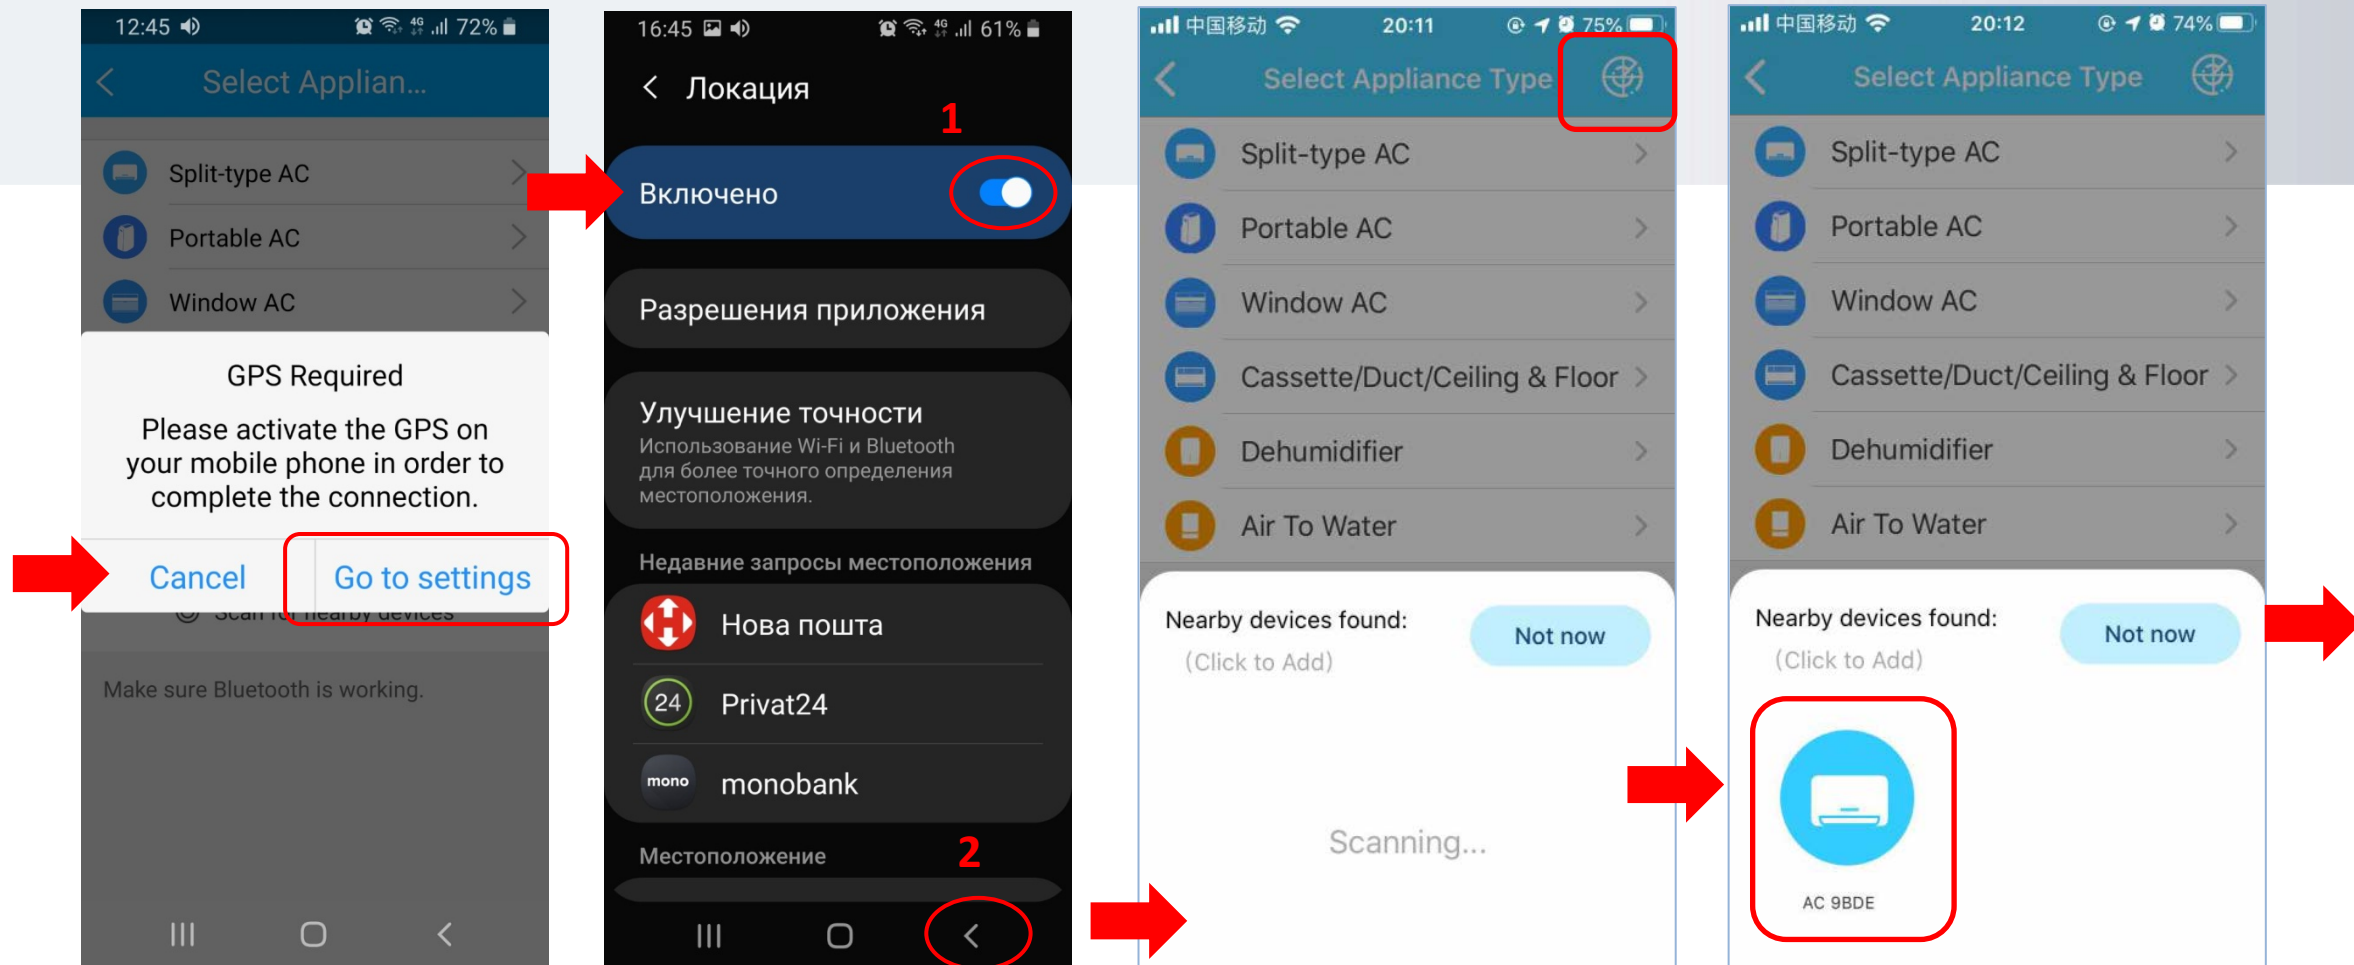 12:45
4G
72%
Select Applian...
Split-type AC
Portable AC
Window AC
GPS Required
Please activate the GPS on
your mobile phone in order to
complete the connection.
Cancel
Go to settings
Scan for nearby devices
Make sure Bluetooth is working.
16:45
4G
61%
Локация
1
Включено
Разрешения приложения
Улучшение точности
Использование Wi-Fi и Bluetooth
для более точного определения
местоположения.
Недавние запросы местоположения
Нова пошта
24
Privat24
mono
monobank
Местоположение
2
中国移动
20:11
75%
Select Appliance Type
Split-type AC
Portable AC
Window AC
Cassette/Duct/Ceiling & Floor
Dehumidifier
Air To Water
Nearby devices found:
Not now
(Click to Add)
Scanning...
中国移动
20:12
74%
Select Appliance Type
Split-type AC
Portable AC
Window AC
Cassette/Duct/Ceiling & Floor
Dehumidifier
Air To Water
Nearby devices found:
Not now
(Click to Add)
AC 9BDE